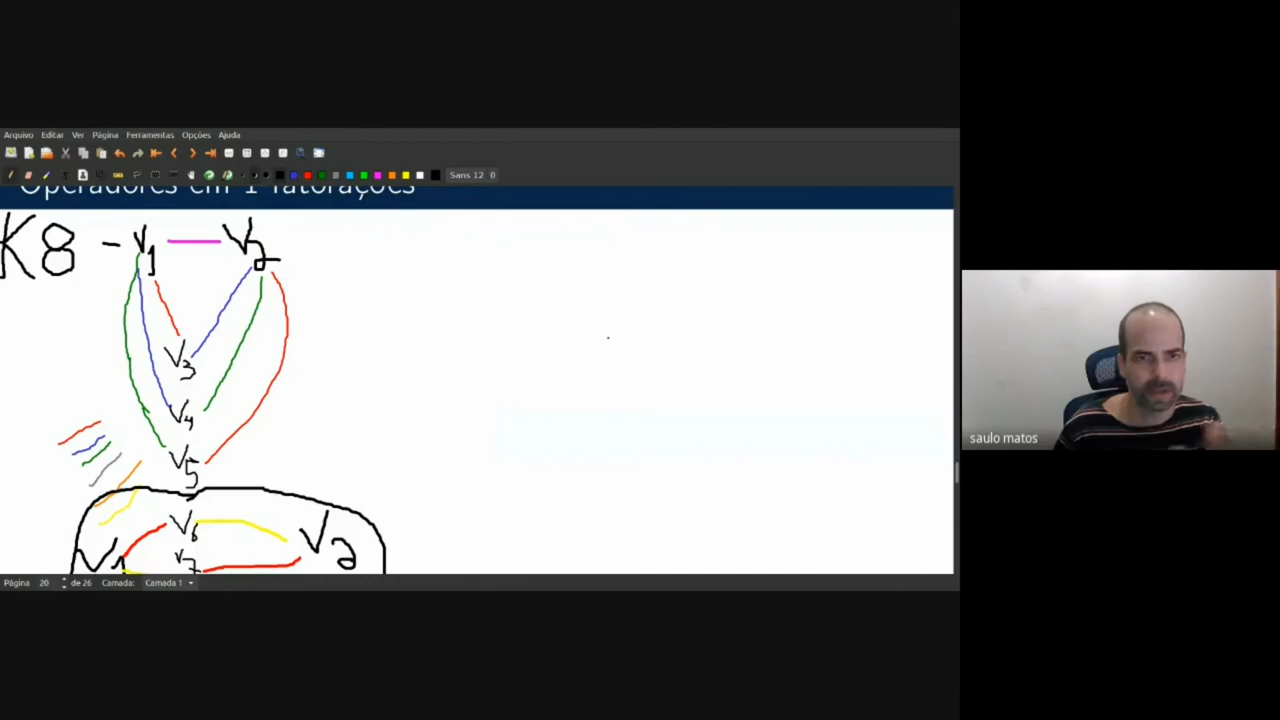 Arquivo Editar Ver Página Ferramentas Opções Ajuda
Sans 12 0
Operadores em 1 fatorações
K8 - V1 V2
V3
V4
V5
V6
V2
V1
V7
Página 20 de 26 Camada: Camada 1
saulo matos